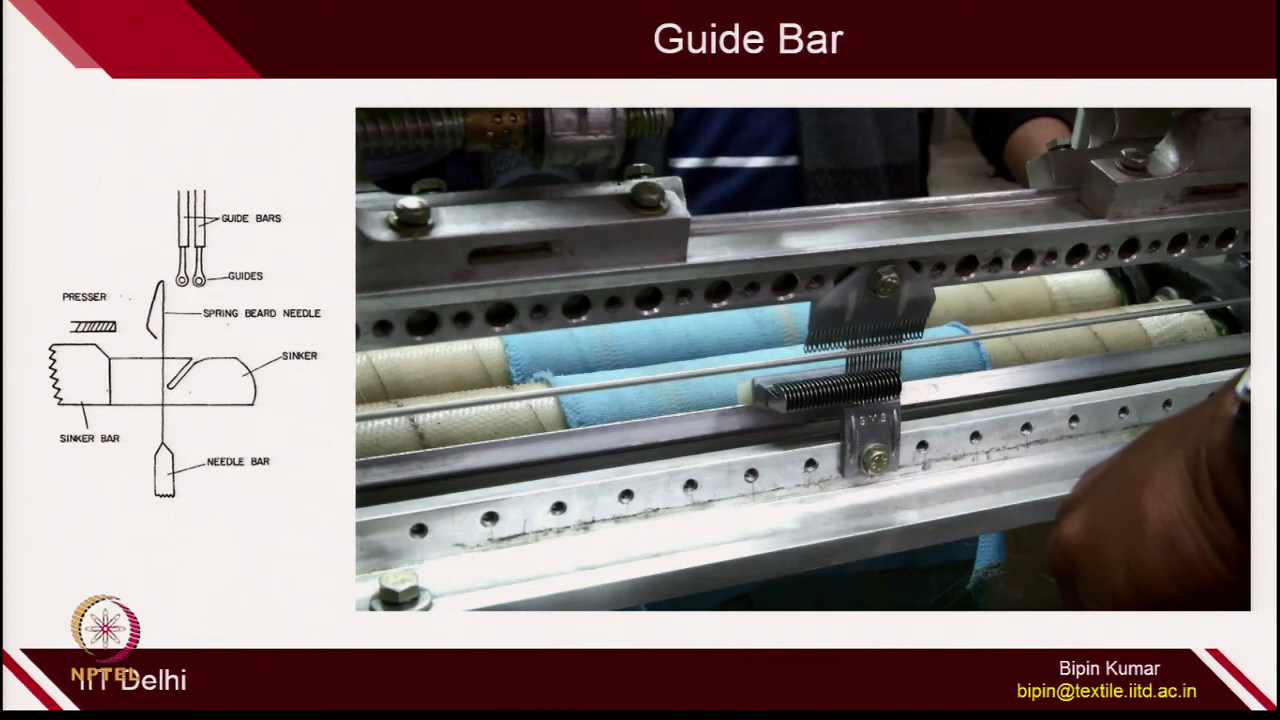 Guide Bar
GUIDE BARS
GUIDES
PRESSER
SPRING BEARD NEEDLE
SINKER
SINKER BAR
NEEDLE BAR
NPTEL
IIT Delhi
Bipin Kumar
bipin@textile.iitd.ac.in